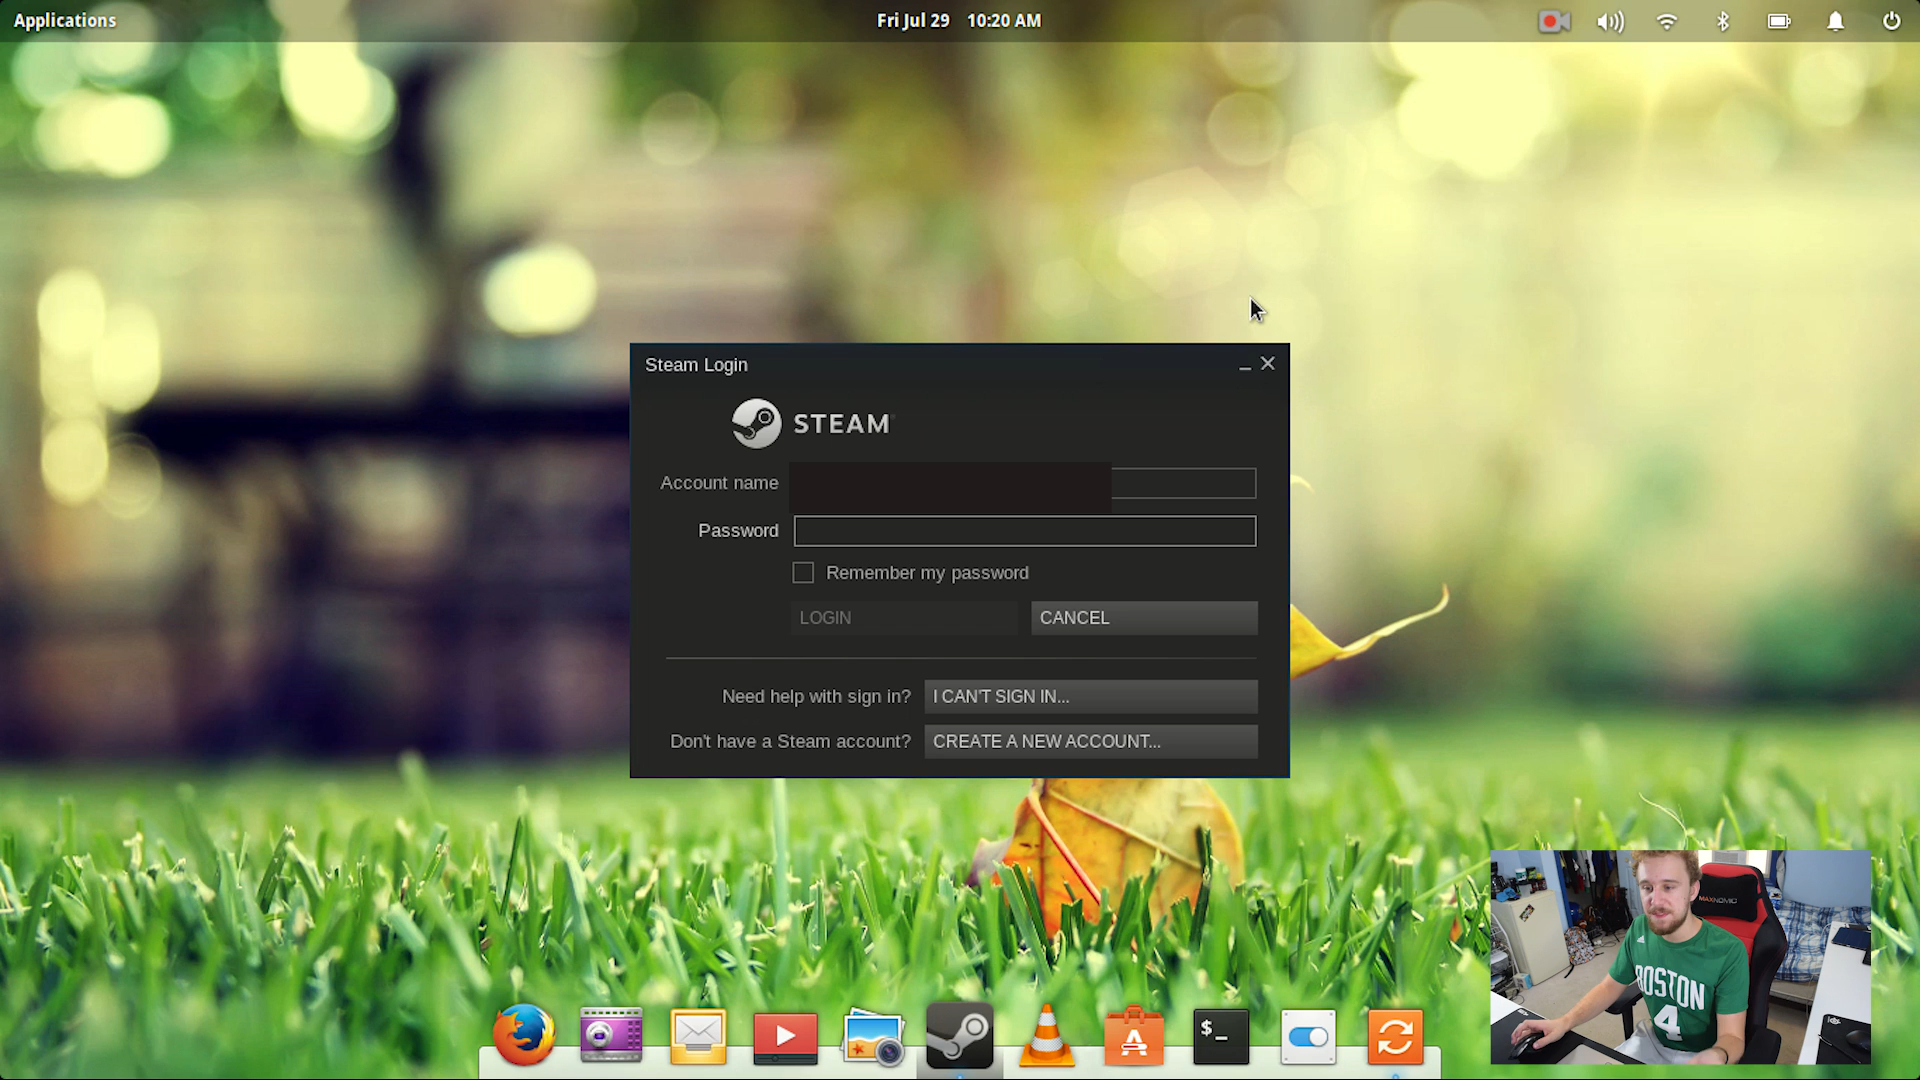 Applications
Fri Jul 29 10:20 AM
Steam Login
STEAM
Account name
Password
Remember my password
LOGIN
CANCEL
Need help with sign in?
I CAN'T SIGN IN...
Don't have a Steam account?
CREATE A NEW ACCOUNT...
MAXNOMIC
BOSTON
4
A
$_